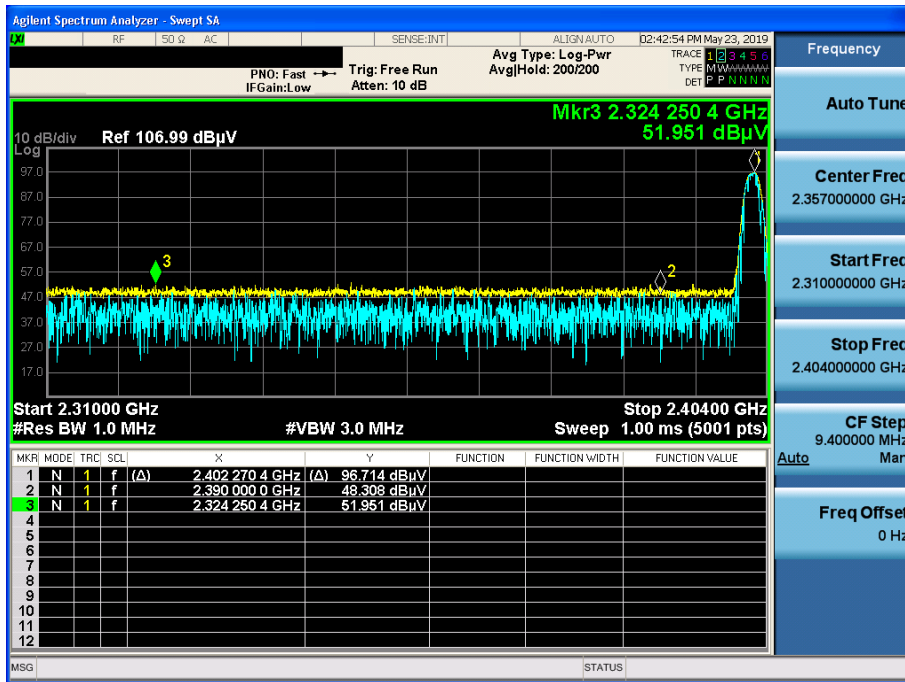 Agilent Spectrum Analyzer - Swept SA
LXI RF 50 Ω AC SENSE:INT ALIGN AUTO 02:42:54 PM May 23, 2019
PNO: Fast
IFGain:Low
Trig: Free Run
Atten: 10 dB
Avg Type: Log-Pwr
Avg|Hold: 200/200
TRACE 1 2 3 4 5 6
TYPE MWWWWW
DET P P N N N N
Mkr3 2.324 250 4 GHz
51.951 dBµV
10 dB/div Ref 106.99 dBµV
Log
97.0
87.0
77.0
67.0
57.0
47.0
37.0
27.0
17.0
1
2
3
Start 2.31000 GHz Stop 2.40400 GHz
#Res BW 1.0 MHz #VBW 3.0 MHz Sweep 1.00 ms (5001 pts)
MKR MODE TRC SCL X Y FUNCTION FUNCTION WIDTH FUNCTION VALUE
1 N 1 f (Δ) 2.402 270 4 GHz (Δ) 96.714 dBµV
2 N 1 f 2.390 000 0 GHz 48.308 dBµV
3 N 1 f 2.324 250 4 GHz 51.951 dBµV
4
5
6
7
8
9
10
11
12
MSG STATUS
Frequency
Auto Tune
Center Freq
2.357000000 GHz
Start Freq
2.310000000 GHz
Stop Freq
2.404000000 GHz
CF Step
9.400000 MHz
Auto Man
Freq Offset
0 Hz